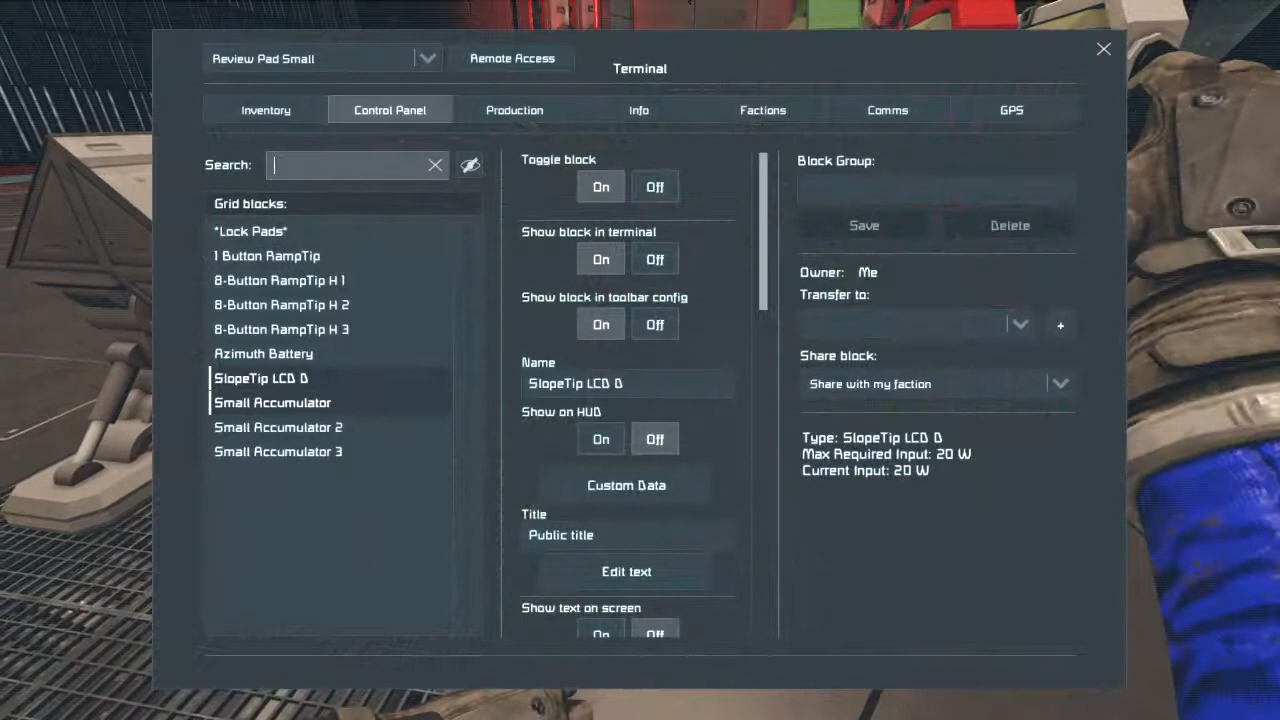 Review Pad Small
Remote Access
Terminal
Inventory
Control Panel
Production
Info
Factions
Comms
GPS
Search:
Grid blocks:
*Lock Pads*
1 Button RampTip
8-Button RampTip H 1
8-Button RampTip H 2
8-Button RampTip H 3
Azimuth Battery
SlopeTip LCD D
Small Accumulator
Small Accumulator 2
Small Accumulator 3
Toggle block
On Off
Show block in terminal
On Off
Show block in toolbar config
On Off
Name
SlopeTip LCD D
Show on HUD
On Off
Custom Data
Title
Public title
Edit text
Show text on screen
On Off
Block Group:
Save Delete
Owner: Me
Transfer to:
+
Share block:
Share with my faction
Type: SlopeTip LCD D
Max Required Input: 20 W
Current Input: 20 W